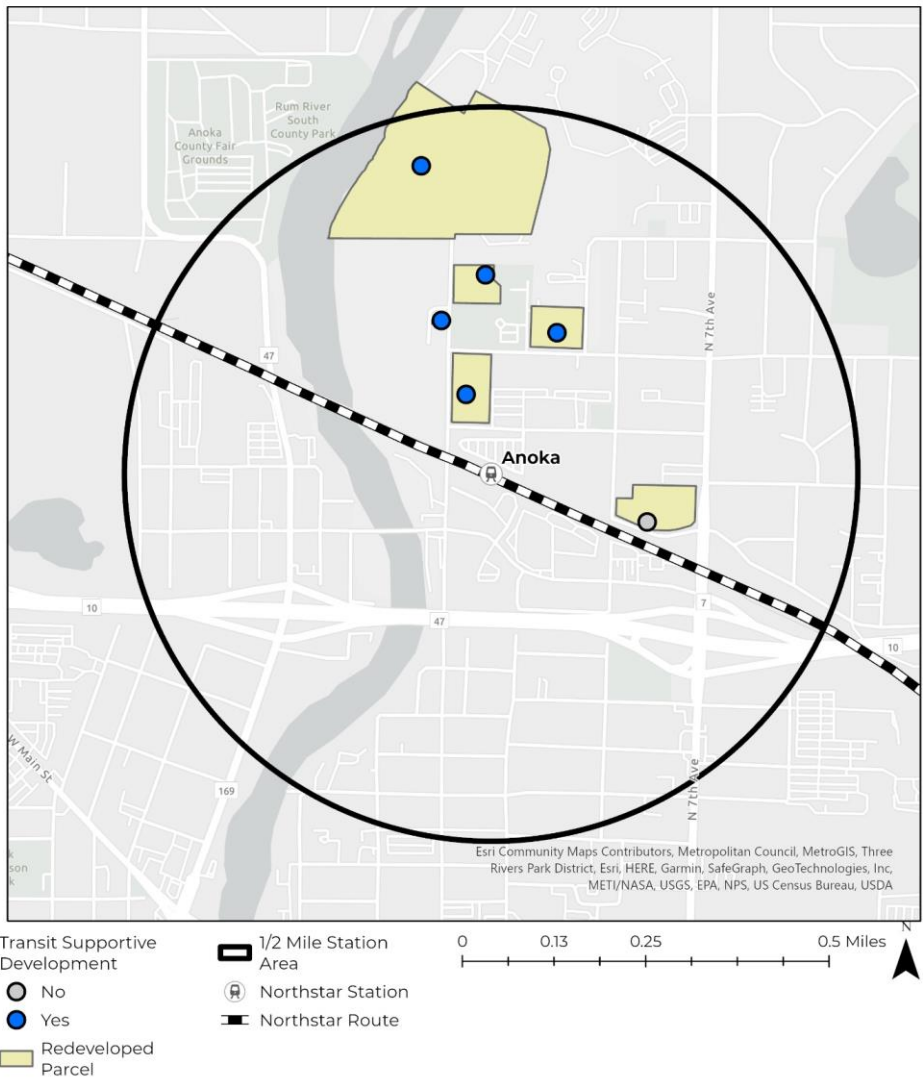 Rum River
South
County Park
Anoka
County Fair
Grounds
N 7th Ave
47
Anoka
10
47
7
10
W Main St
169
N 7th Ave
son
k
Esri Community Maps Contributors, Metropolitan Council, MetroGIS, Three
Rivers Park District, Esri, HERE, Garmin, SafeGraph, GeoTechnologies, Inc,
METI/NASA, USGS, EPA, NPS, US Census Bureau, USDA
Transit Supportive
Development
No
Yes
Redeveloped
Parcel
1/2 Mile Station
Area
Northstar Station
Northstar Route
0 0.13 0.25 0.5 Miles
N